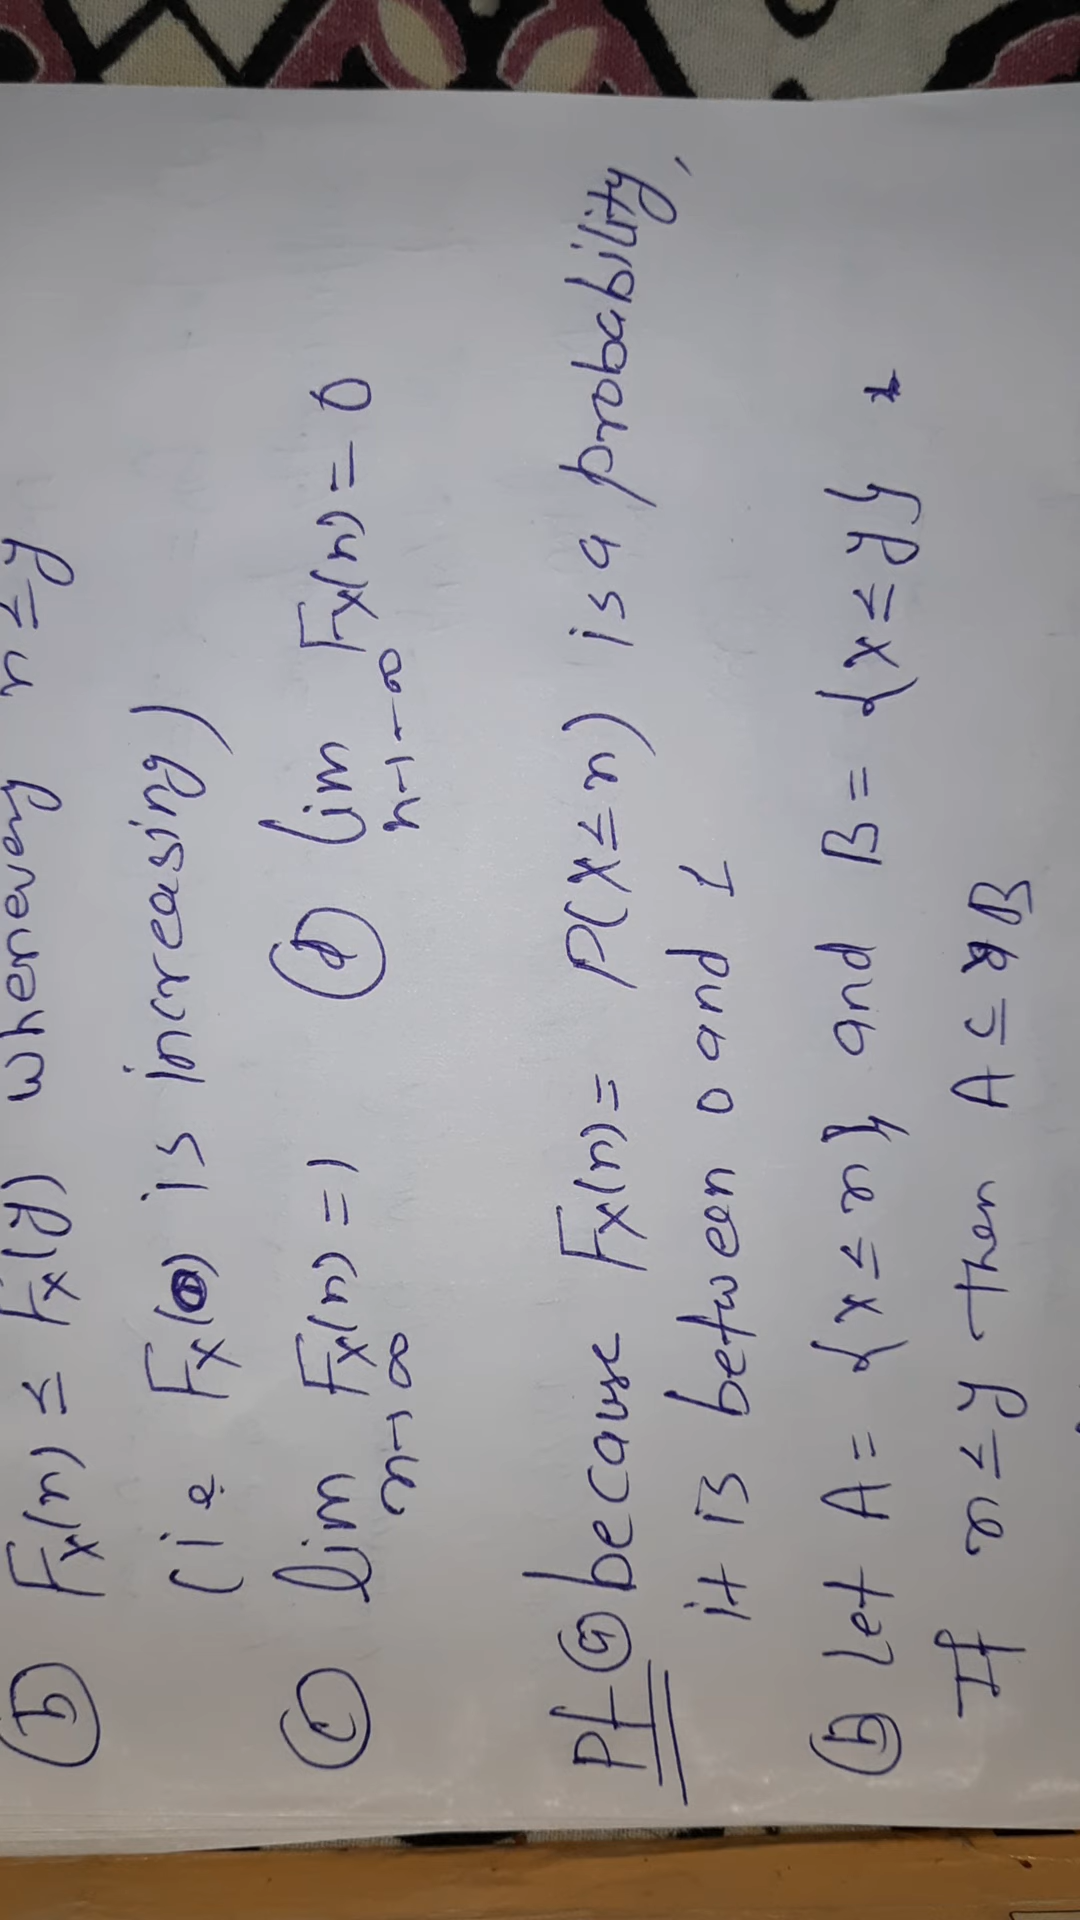 (b) Fx(x) ≤ Fx(y) whenever x ≤ y
(ie Fx(•) is increasing)
(c) lim x→∞ Fx(x) = 1 (d) lim x→-∞ Fx(x) = 0
Pf (a) because Fx(x) = P(X ≤ x) is a probability,
it is between 0 and 1
(b) Let A = {X ≤ x} and B = {X ≤ y}
If x ≤ y then A ⊆ B